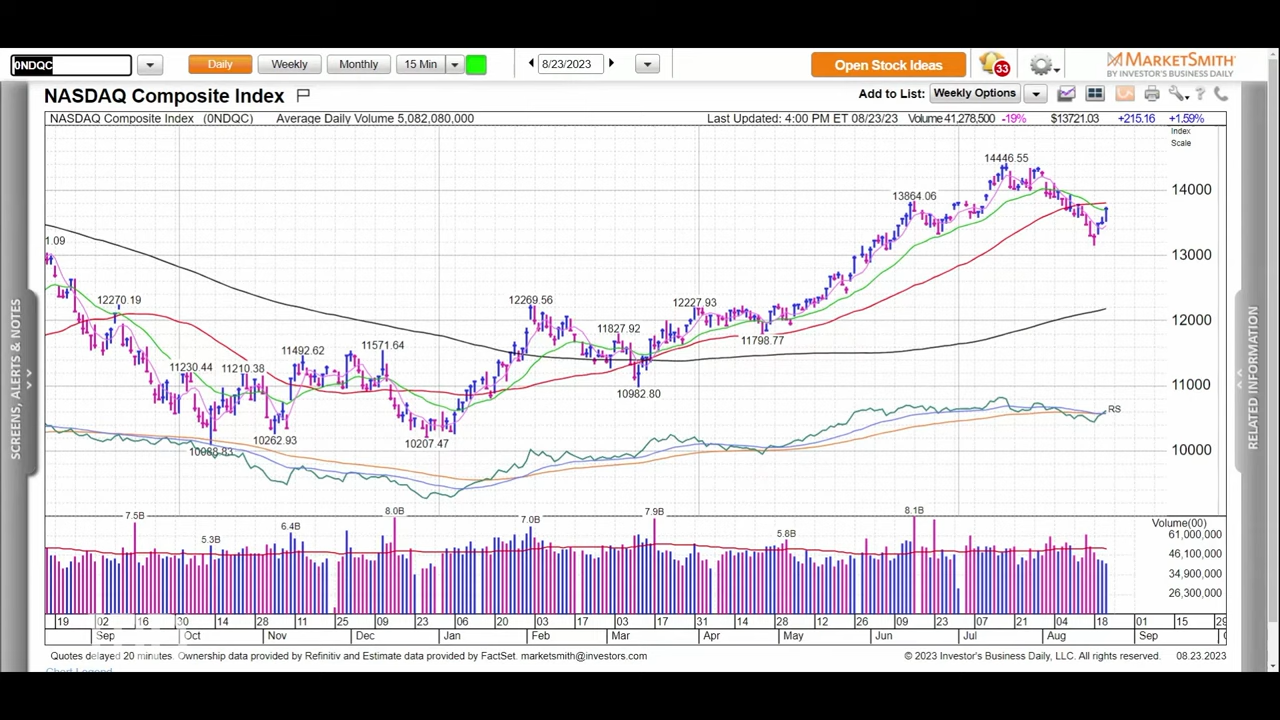 0NDQC Daily Weekly Monthly 15 Min 8/23/2023 Open Stock Ideas 33 MARKETSMITH
BY INVESTOR'S BUSINESS DAILY
NASDAQ Composite Index Add to List: Weekly Options
NASDAQ Composite Index (0NDQC) Average Daily Volume 5,082,080,000 Last Updated: 4:00 PM ET 08/23/23 Volume 41,278,500 -19% $13721.03 +215.16 +1.59%
Index
Scale
14446.55
14000
13864.06
1.09
13000
12270.19 12269.56 12227.93
12000
11827.92
11798.77
11492.62 11571.64
11230.44 11210.38
11000
10982.80
RS
10262.93 10207.47
10088.83
10000
7.5B 8.0B 7.0B 7.9B 8.1B
6.4B
5.3B 5.8B
Volume(00)
61,000,000
46,100,000
34,900,000
26,300,000
19 02 16 30 14 28 11 25 09 23 06 20 03 17 03 17 31 14 28 12 26 09 23 07 21 04 18 01 15 29
Sep Oct Nov Dec Jan Feb Mar Apr May Jun Jul Aug Sep
Quotes delayed 20 minutes. Ownership data provided by Refinitiv and Estimate data provided by FactSet. marketsmith@investors.com © 2023 Investor's Business Daily, LLC. All rights reserved. 08.23.2023
Chart Legend
SCREENS, ALERTS & NOTES
RELATED INFORMATION